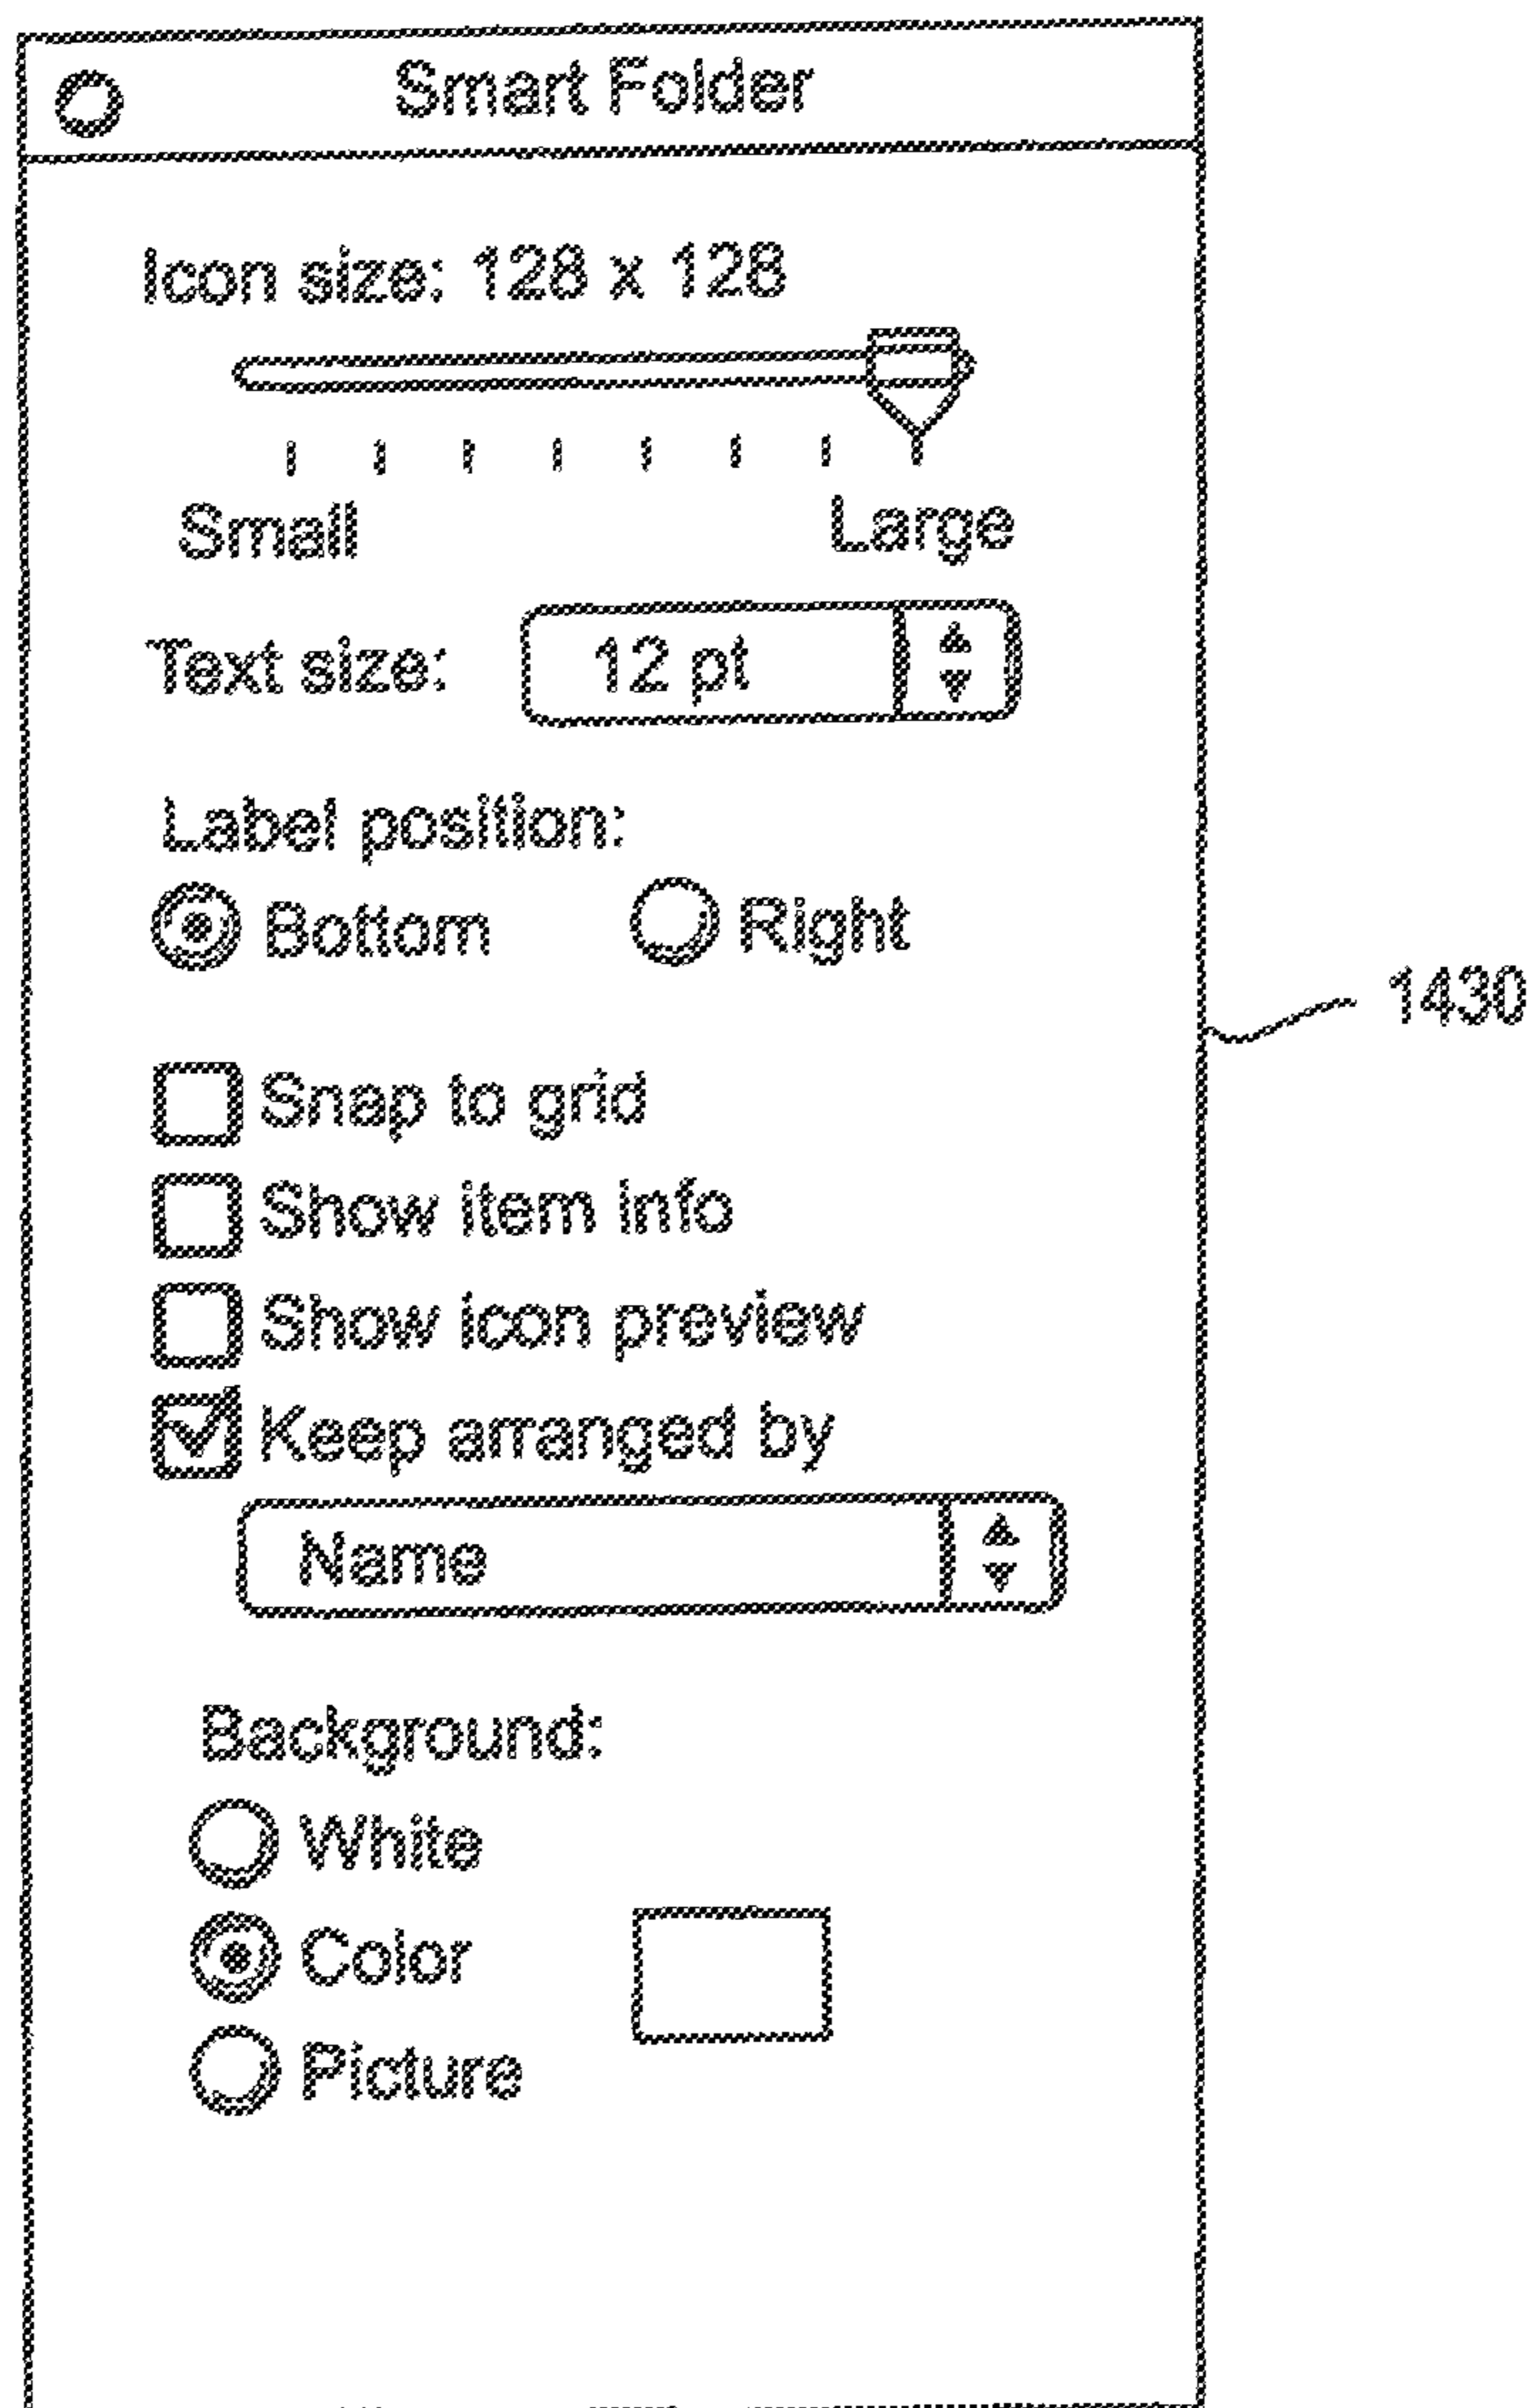 Smart Folder
Icon size: 128 x 128
Small Large
Text size: 12 pt
Label position:
Bottom Right
1430
Snap to grid
Show item info
Show icon preview
Keep arranged by
Name
Background:
White
Color
Picture